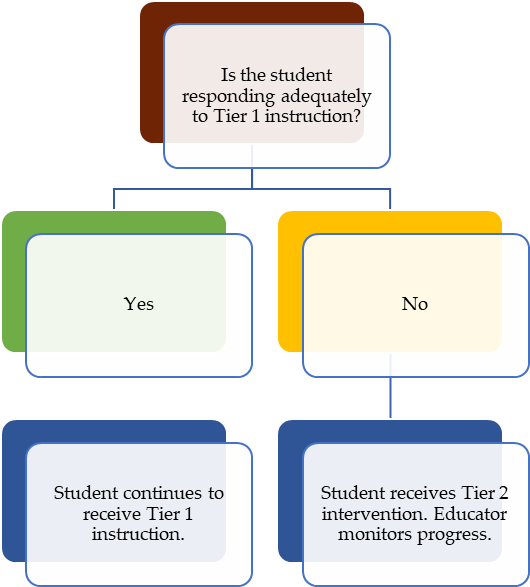 Is the student
responding adequately
to Tier 1 instruction?
Yes
No
Student continues to
receive Tier 1
instruction.
Student receives Tier 2
intervention. Educator
monitors progress.